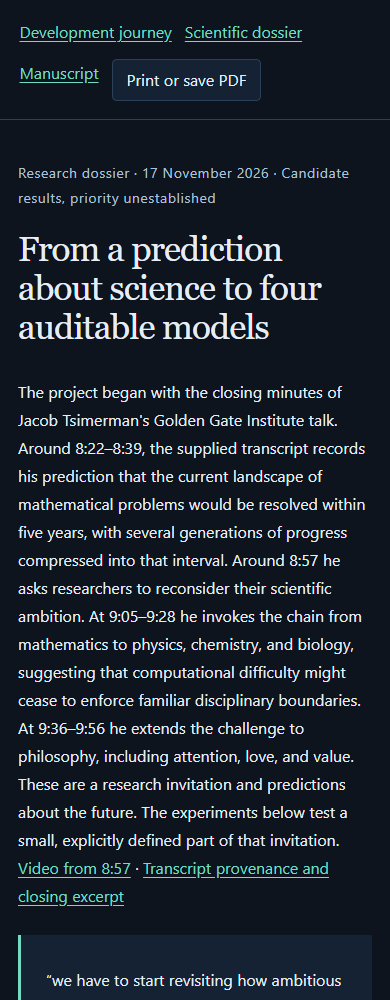 Development journey Scientific dossier
Manuscript Print or save PDF
Research dossier · 17 November 2026 · Candidate
results, priority unestablished
From a prediction
about science to four
auditable models
The project began with the closing minutes of
Jacob Tsimerman's Golden Gate Institute talk.
Around 8:22–8:39, the supplied transcript records
his prediction that the current landscape of
mathematical problems would be resolved within
five years, with several generations of progress
compressed into that interval. Around 8:57 he
asks researchers to reconsider their scientific
ambition. At 9:05–9:28 he invokes the chain from
mathematics to physics, chemistry, and biology,
suggesting that computational difficulty might
cease to enforce familiar disciplinary boundaries.
At 9:36–9:56 he extends the challenge to
philosophy, including attention, love, and value.
These are a research invitation and predictions
about the future. The experiments below test a
small, explicitly defined part of that invitation.
Video from 8:57 · Transcript provenance and
closing excerpt
“we have to start revisiting how ambitious